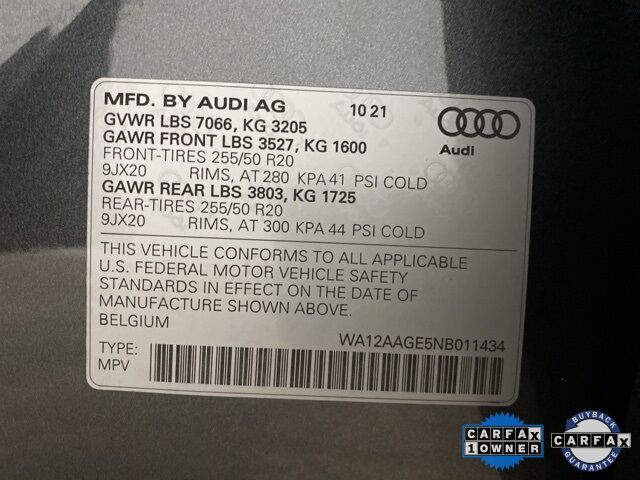 MFD. BY AUDI AG 10 21
GVWR LBS 7066, KG 3205
GAWR FRONT LBS 3527, KG 1600
Audi
FRONT-TIRES 255/50 R20
9JX20 RIMS, AT 280 KPA 41 PSI COLD
GAWR REAR LBS 3803, KG 1725
REAR-TIRES 255/50 R20
9JX20 RIMS, AT 300 KPA 44 PSI COLD
THIS VEHICLE CONFORMS TO ALL APPLICABLE
U.S. FEDERAL MOTOR VEHICLE SAFETY
STANDARDS IN EFFECT ON THE DATE OF
MANUFACTURE SHOWN ABOVE.
BELGIUM
WA12AAGE5NB011434
TYPE:
MPV
CARFAX
1 OWNER
BUYBACK
CARFAX
GUARANTEE